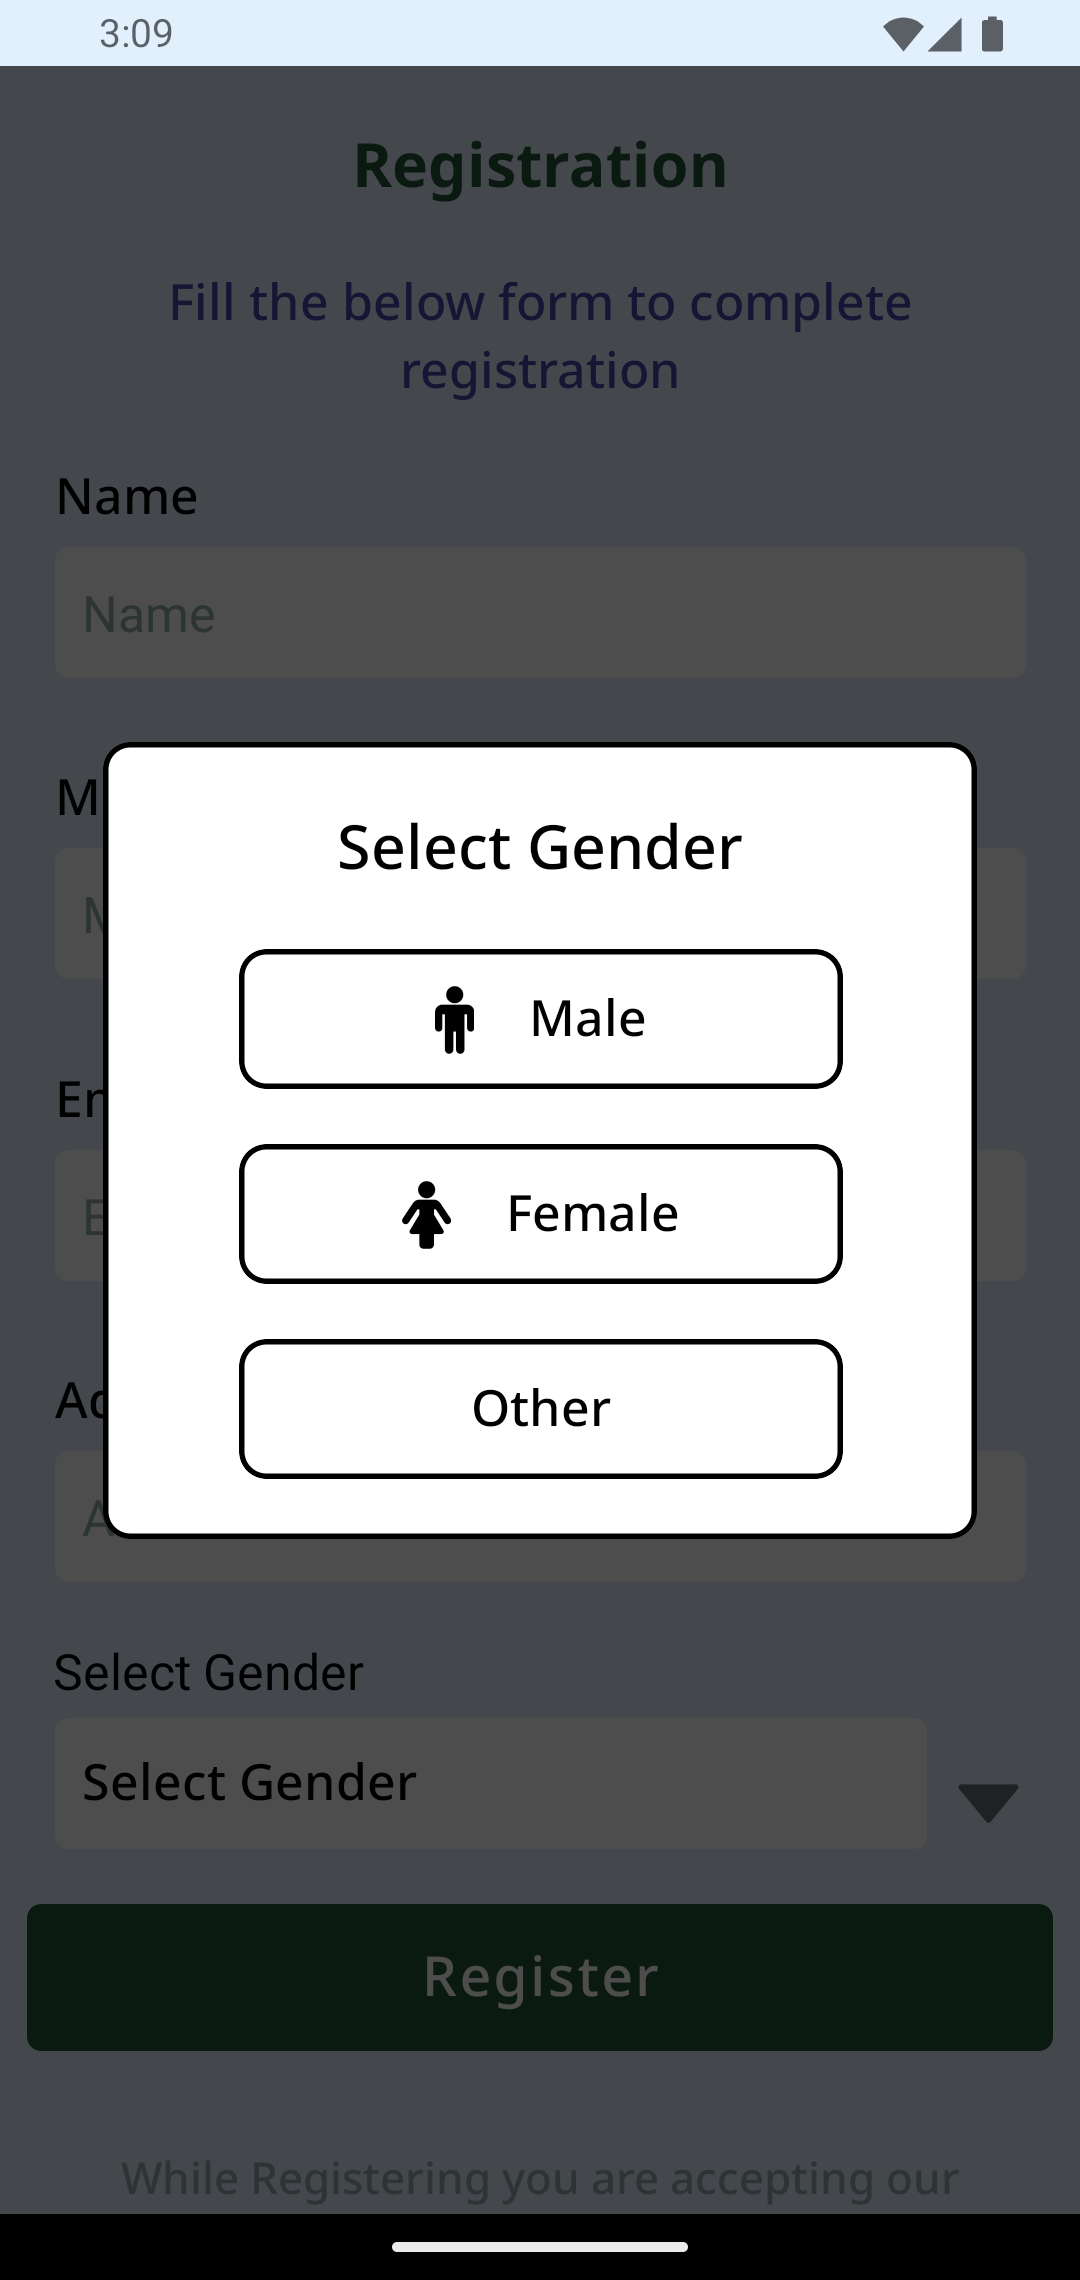 3:09
Registration
Fill the below form to complete
registration
Name
Name
Select Gender
Male
Female
Other
Select Gender
Select Gender
Register
While Registering you are accepting our